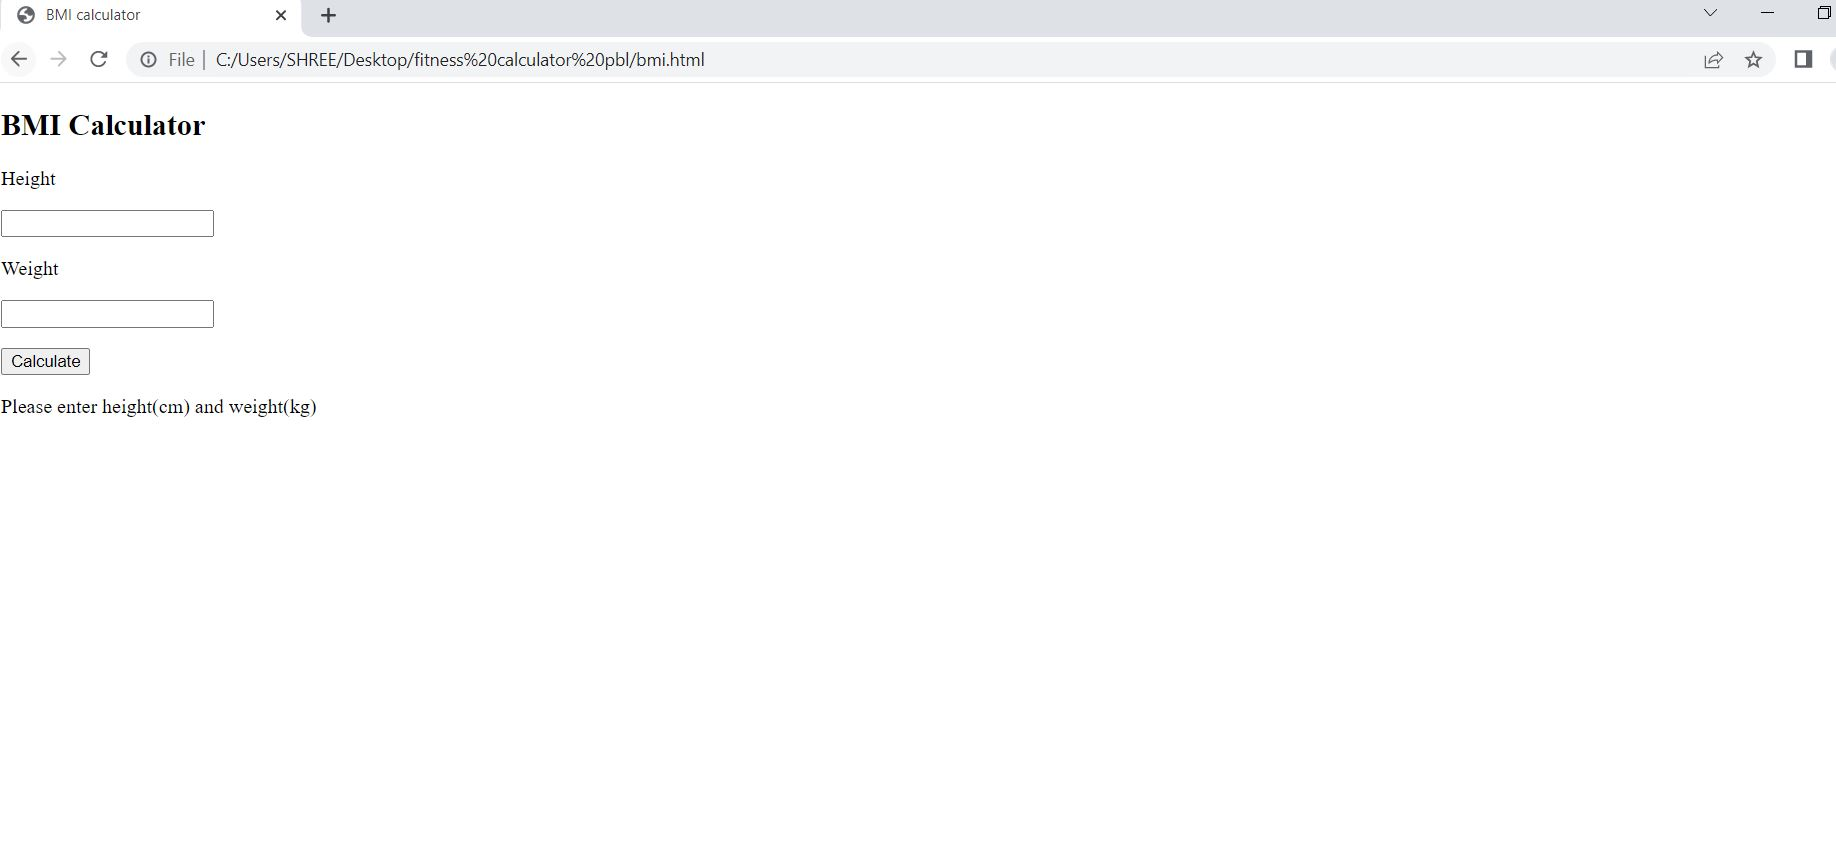 BMI calculator
File | C:/Users/SHREE/Desktop/fitness%20calculator%20pbl/bmi.html
BMI Calculator
Height
Weight
Calculate
Please enter height(cm) and weight(kg)